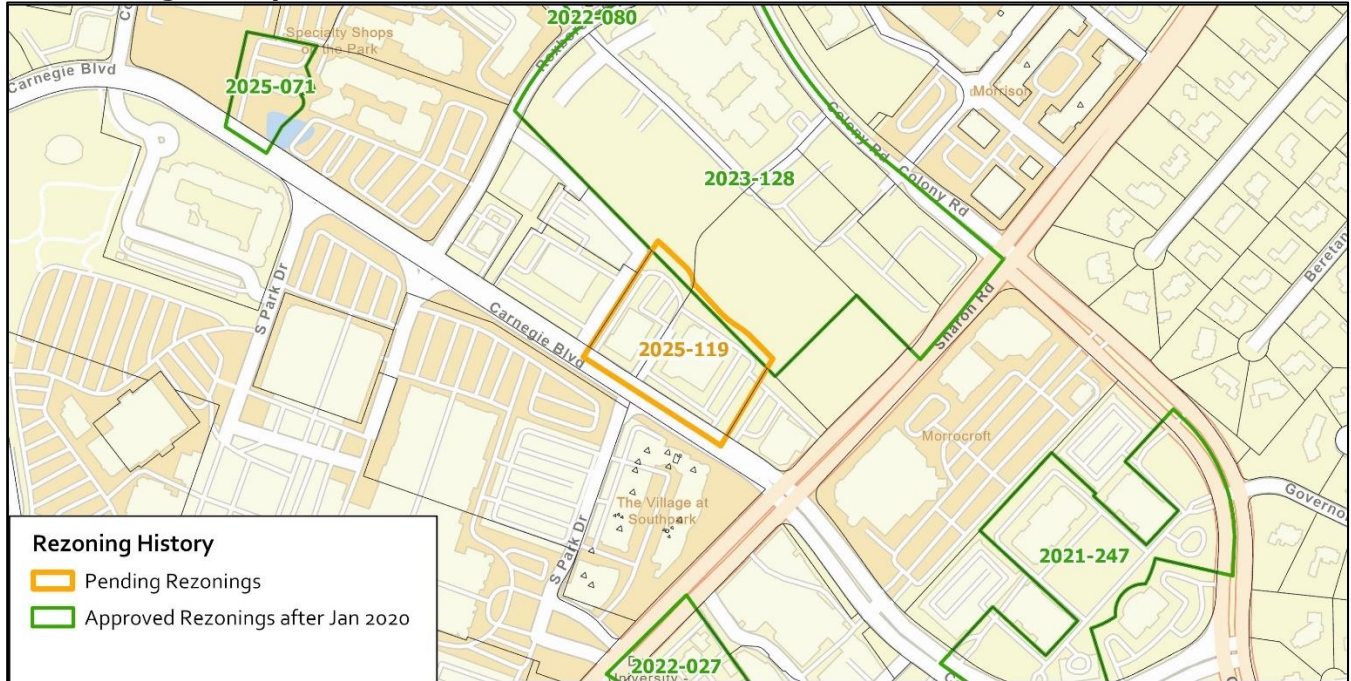 2022-080
Specialty Shops
on the Park
Carnegie Blvd
2025-071
Morrison
Colony Rd
Colony Rd
2023-128
S Park Dr
Carnegie Blvd
Sharon Rd
2025-119
Morrocroft
The Village at
Southpark
S Park Dr
2021-247
2022-027
University -
Rezoning History
Pending Rezonings
Approved Rezonings after Jan 2020